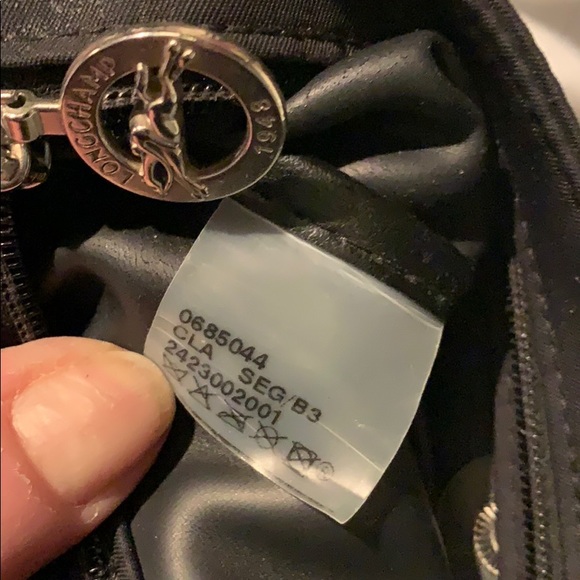 LONGCHAMP 1948
0685044
CLA SEG/B3
2423002001